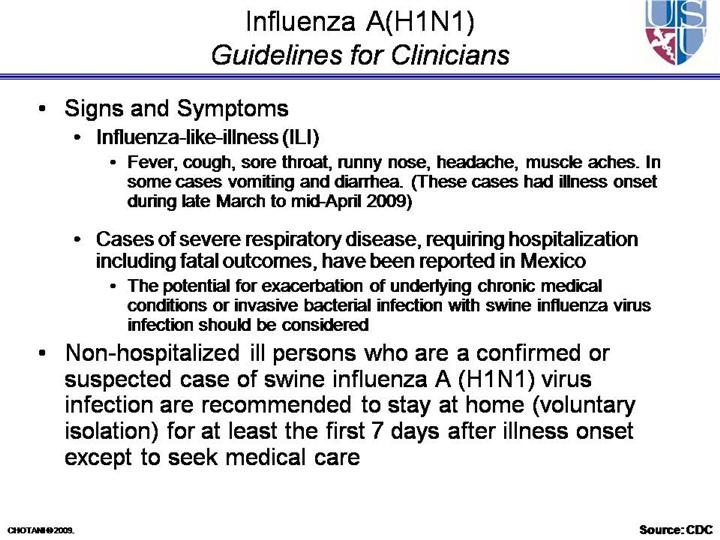 Influenza A(H1N1)
Guidelines for Clinicians
• Signs and Symptoms
• Influenza-like-illness (ILI)
• Fever, cough, sore throat, runny nose, headache, muscle aches. In
some cases vomiting and diarrhea. (These cases had illness onset
during late March to mid-April 2009)
• Cases of severe respiratory disease, requiring hospitalization
including fatal outcomes, have been reported in Mexico
• The potential for exacerbation of underlying chronic medical
conditions or invasive bacterial infection with swine influenza virus
infection should be considered
• Non-hospitalized ill persons who are a confirmed or
suspected case of swine influenza A (H1N1) virus
infection are recommended to stay at home (voluntary
isolation) for at least the first 7 days after illness onset
except to seek medical care
CHOTANI © 2009.
Source: CDC